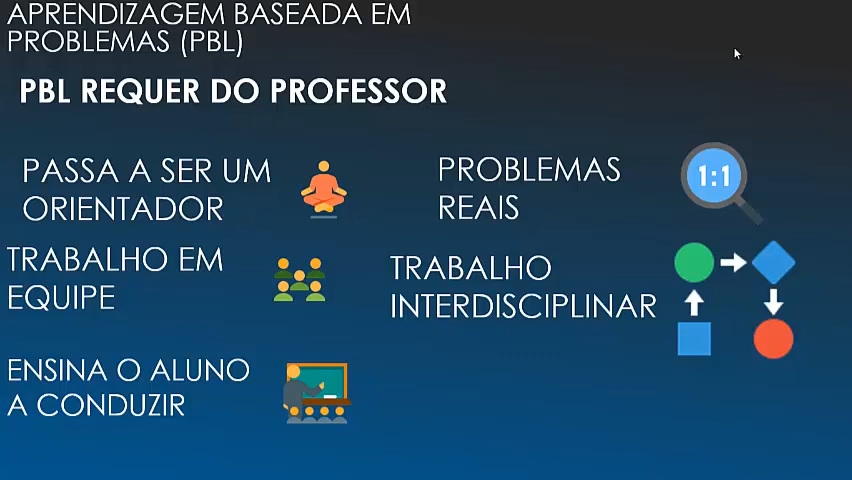 APRENDIZAGEM BASEADA EM
PROBLEMAS (PBL)
PBL REQUER DO PROFESSOR
PASSA A SER UM
ORIENTADOR
PROBLEMAS
REAIS
1:1
TRABALHO EM
EQUIPE
TRABALHO
INTERDISCIPLINAR
ENSINA O ALUNO
A CONDUZIR